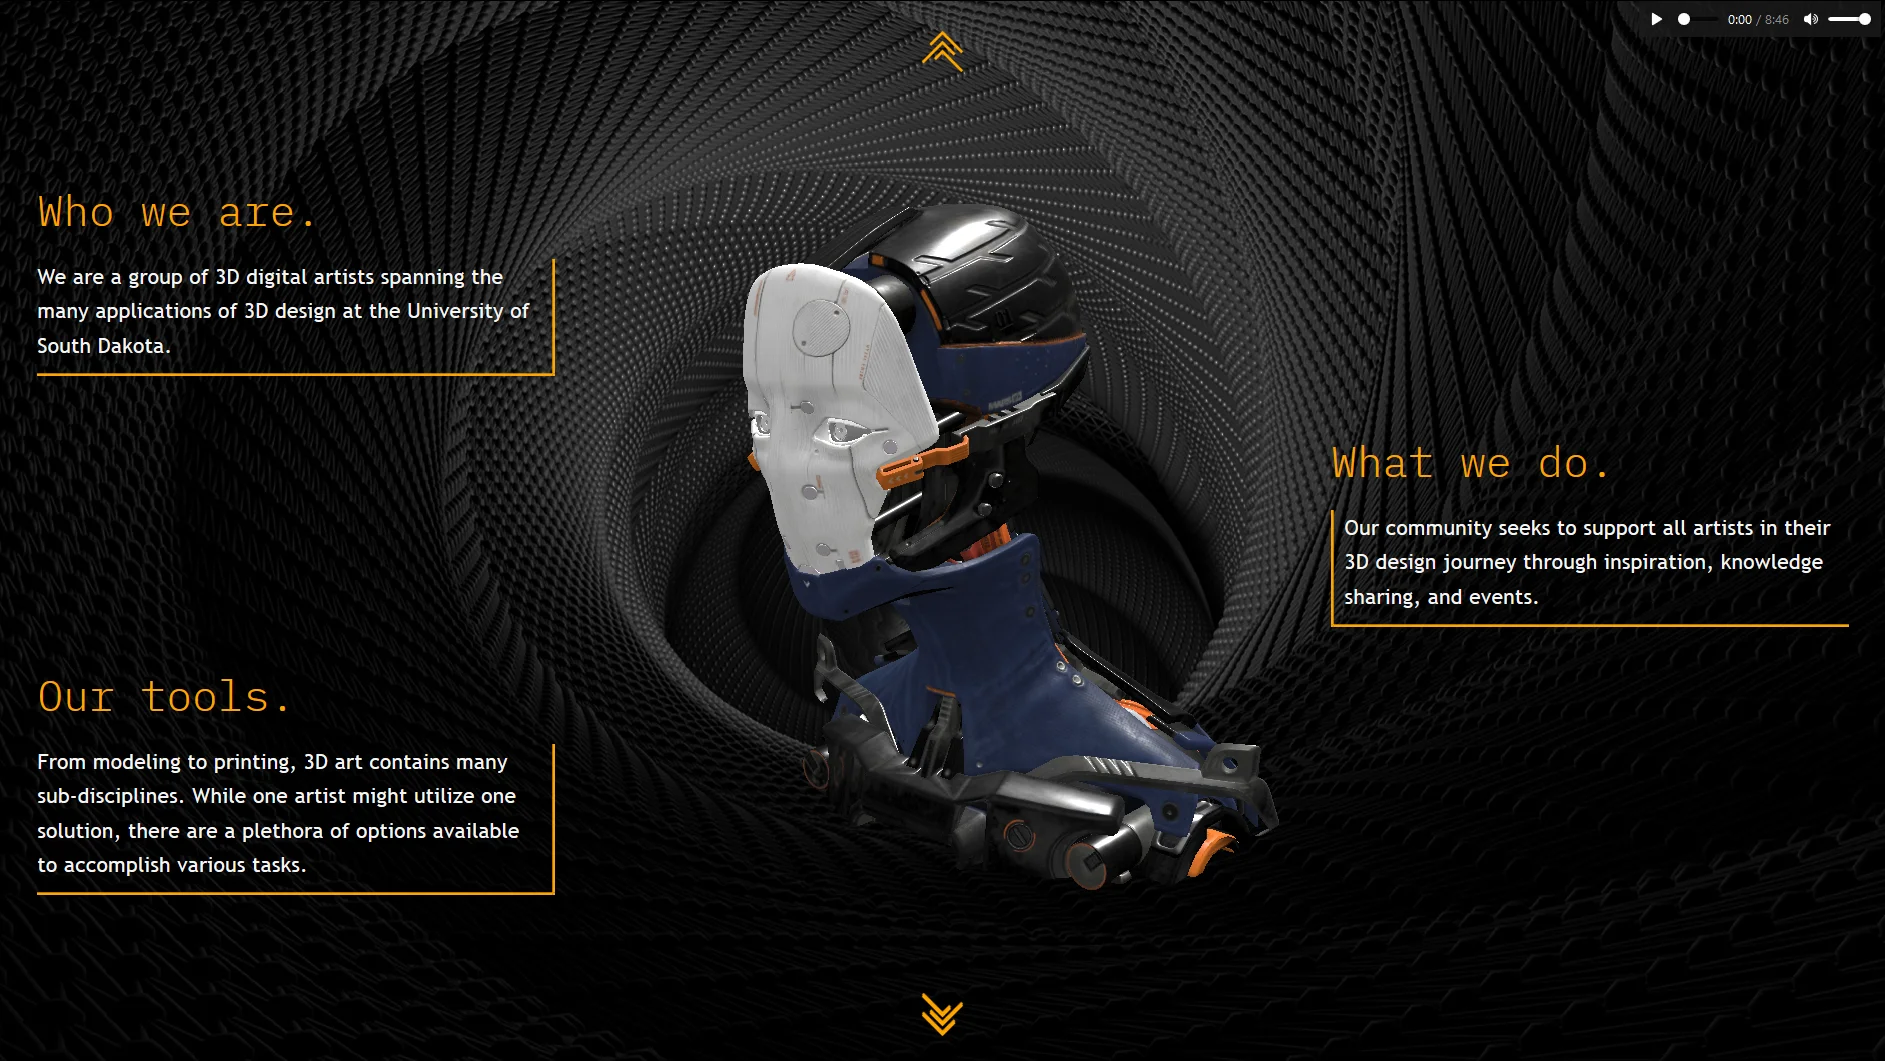 0:00 / 8:46
Who we are.
We are a group of 3D digital artists spanning the
many applications of 3D design at the University of
South Dakota.
What we do.
Our community seeks to support all artists in their
3D design journey through inspiration, knowledge
sharing, and events.
Our tools.
From modeling to printing, 3D art contains many
sub-disciplines. While one artist might utilize one
solution, there are a plethora of options available
to accomplish various tasks.